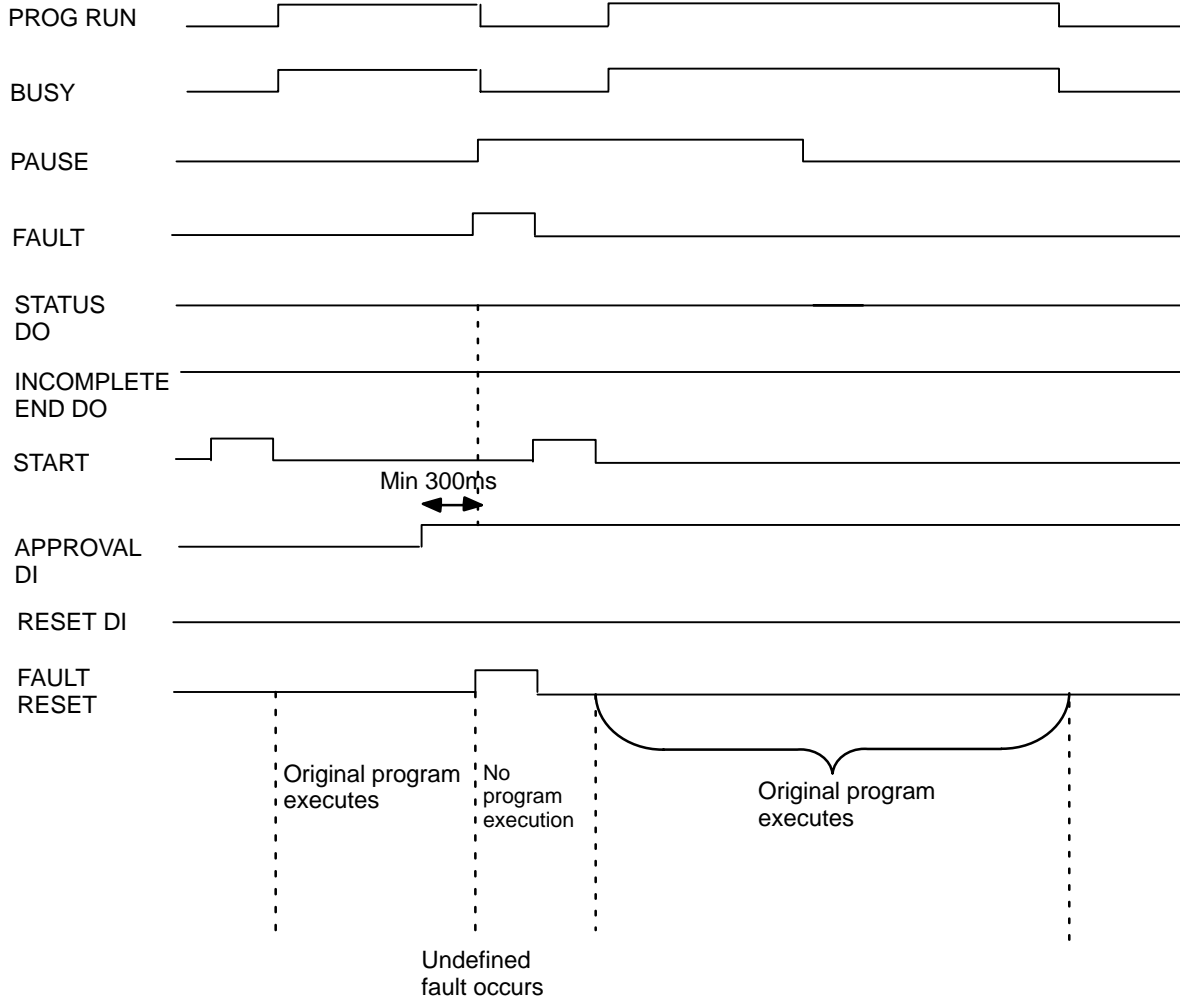 PROG RUN
BUSY
PAUSE
FAULT
STATUS
DO
INCOMPLETE
END DO
START
Min 300ms
APPROVAL
DI
RESET DI
FAULT
RESET
Original program
executes
No
program
execution
Original program
executes
Undefined
fault occurs